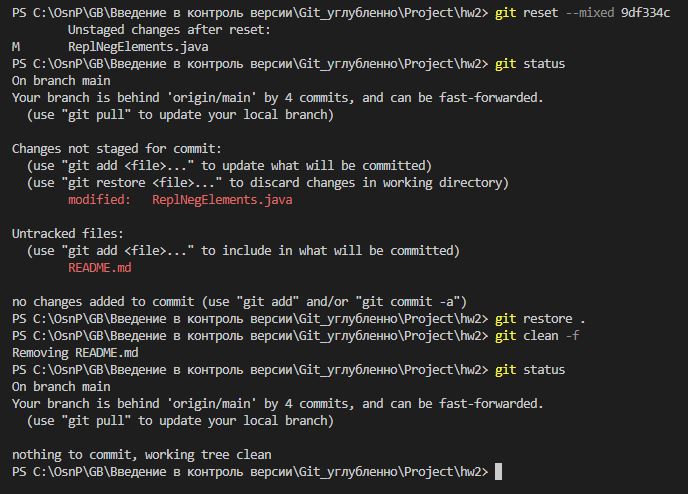 PS C:\OsnP\GB\Введение в контроль версии\Git_углубленно\Project\hw2> git reset --mixed 9df334c
Unstaged changes after reset:
M       ReplNegElements.java
PS C:\OsnP\GB\Введение в контроль версии\Git_углубленно\Project\hw2> git status
On branch main
Your branch is behind 'origin/main' by 4 commits, and can be fast-forwarded.
  (use "git pull" to update your local branch)

Changes not staged for commit:
  (use "git add <file>..." to update what will be committed)
  (use "git restore <file>..." to discard changes in working directory)
        modified:   ReplNegElements.java

Untracked files:
  (use "git add <file>..." to include in what will be committed)
        README.md

no changes added to commit (use "git add" and/or "git commit -a")
PS C:\OsnP\GB\Введение в контроль версии\Git_углубленно\Project\hw2> git restore .
PS C:\OsnP\GB\Введение в контроль версии\Git_углубленно\Project\hw2> git clean -f
Removing README.md
PS C:\OsnP\GB\Введение в контроль версии\Git_углубленно\Project\hw2> git status
On branch main
Your branch is behind 'origin/main' by 4 commits, and can be fast-forwarded.
  (use "git pull" to update your local branch)

nothing to commit, working tree clean
PS C:\OsnP\GB\Введение в контроль версии\Git_углубленно\Project\hw2>